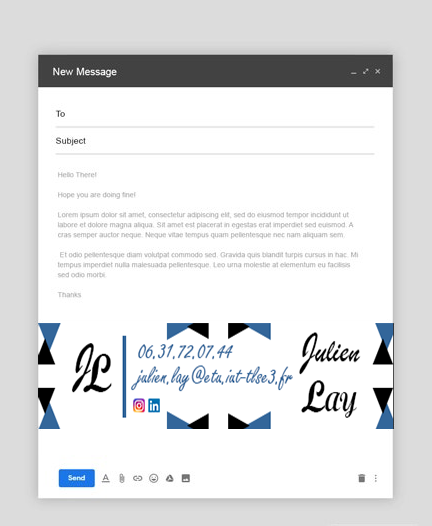 New Message
To
Subject
Hello There!
Hope you are doing fine!
Lorem ipsum dolor sit amet, consectetur adipiscing elit, sed do eiusmod tempor incididunt ut
labore et dolore magna aliqua. Sit amet est placerat in egestas erat imperdiet sed euismod. A
cras semper auctor neque. Neque vitae tempus quam pellentesque nec nam aliquam sem.
Et odio pellentesque diam volutpat commodo sed. Gravida quis blandit turpis cursus in hac. Mi
tempus imperdiet nulla malesuada pellentesque. Leo urna molestie at elementum eu facilisis
sed odio morbi.
Thanks
JL
06.31.72.07.44
julien.lay@etu.iut-tlse3.fr
in
Julien
Lay
Send